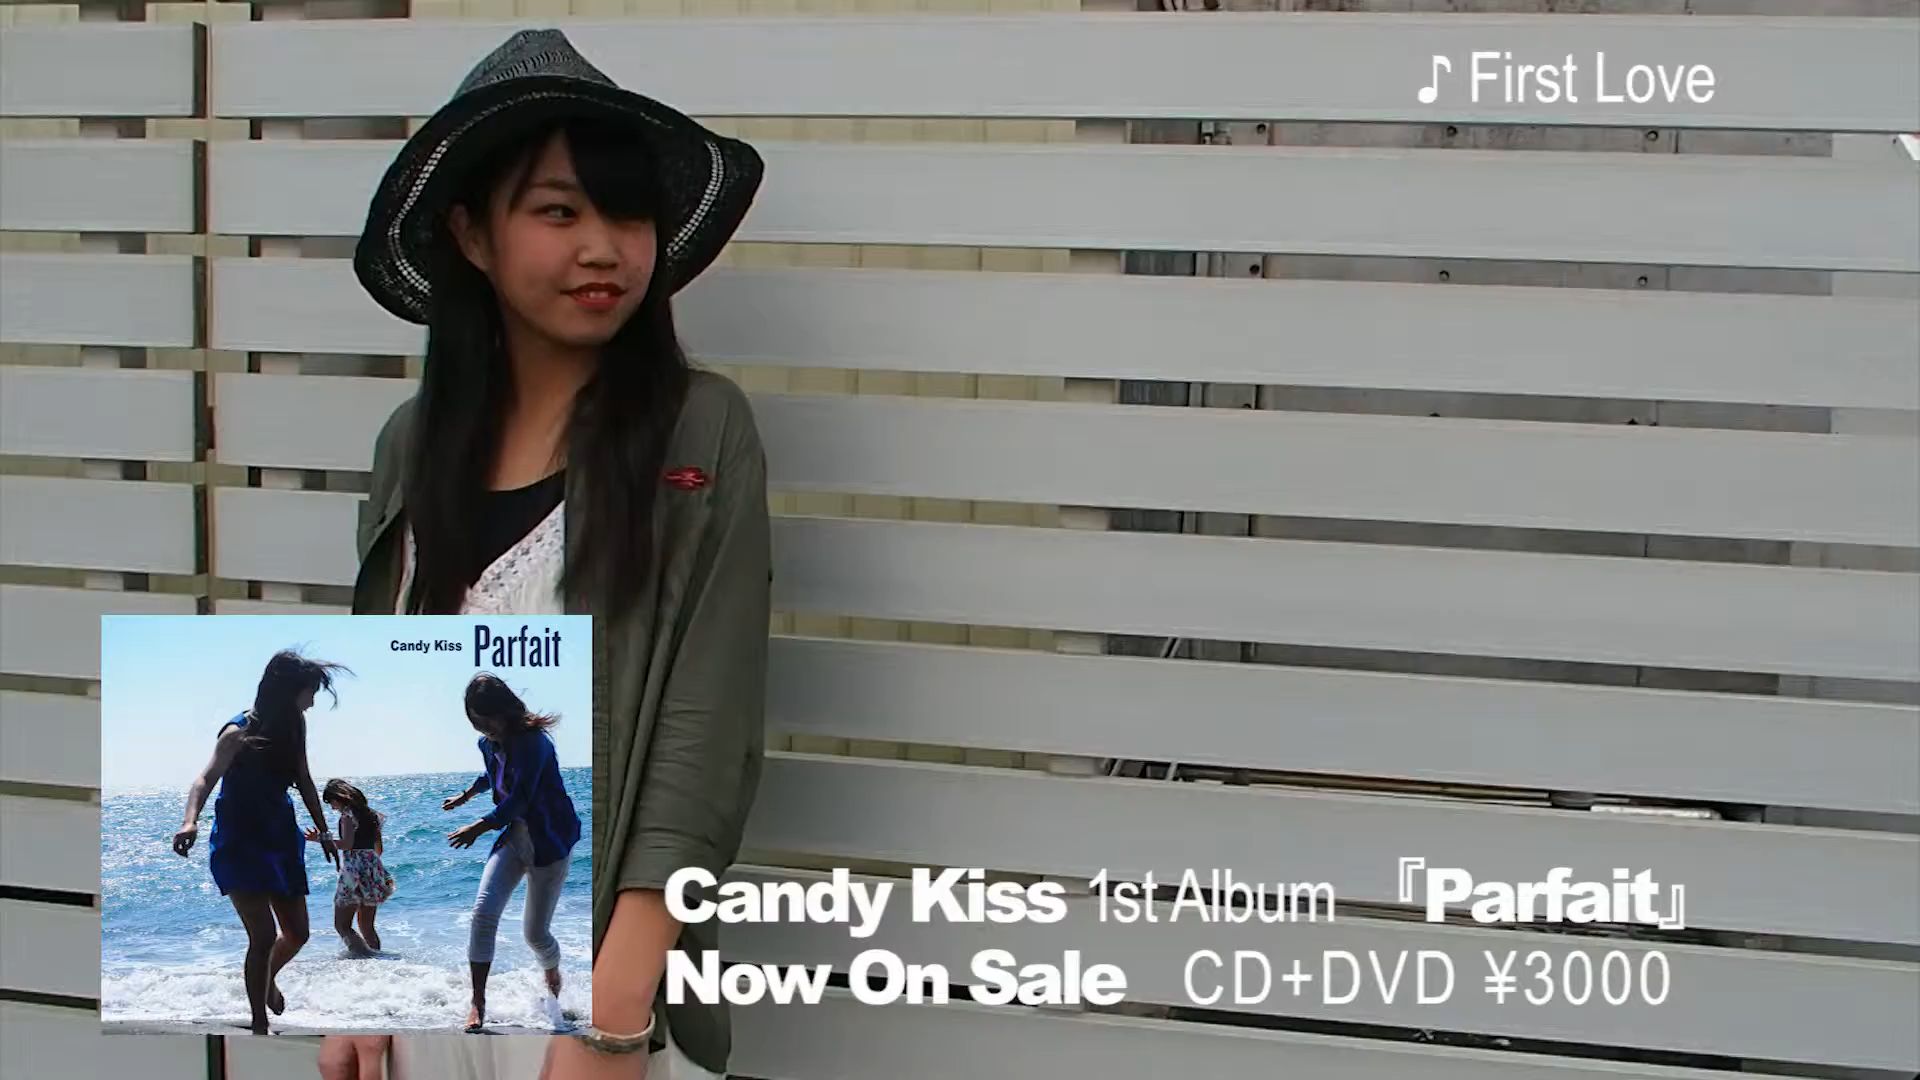 ♪ First Love
Candy Kiss Parfait
Candy Kiss 1st Album 『Parfait』
Now On Sale CD+DVD ¥3000